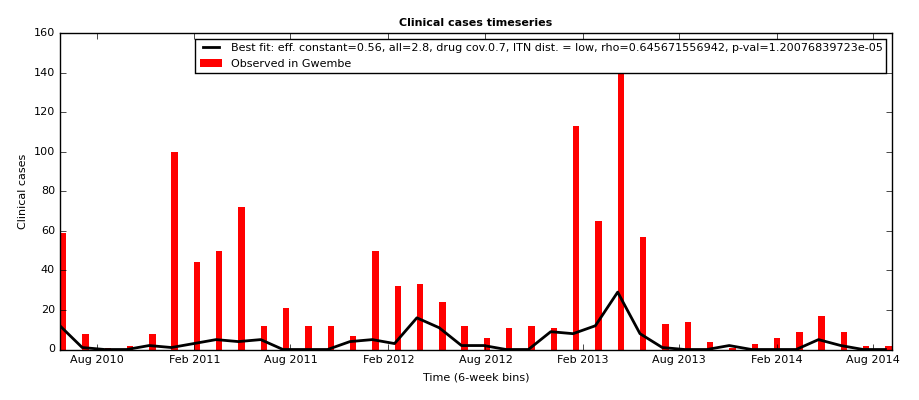 Clinical cases timeseries
Best fit: eff. constant=0.56, all=2.8, drug cov.0.7, ITN dist. = low, rho=0.645671556942, p-val=1.20076839723e-05
Observed in Gwembe
160
140
120
100
80
60
40
20
0
Clinical cases
Aug 2010 Feb 2011 Aug 2011 Feb 2012 Aug 2012 Feb 2013 Aug 2013 Feb 2014 Aug 2014
Time (6-week bins)